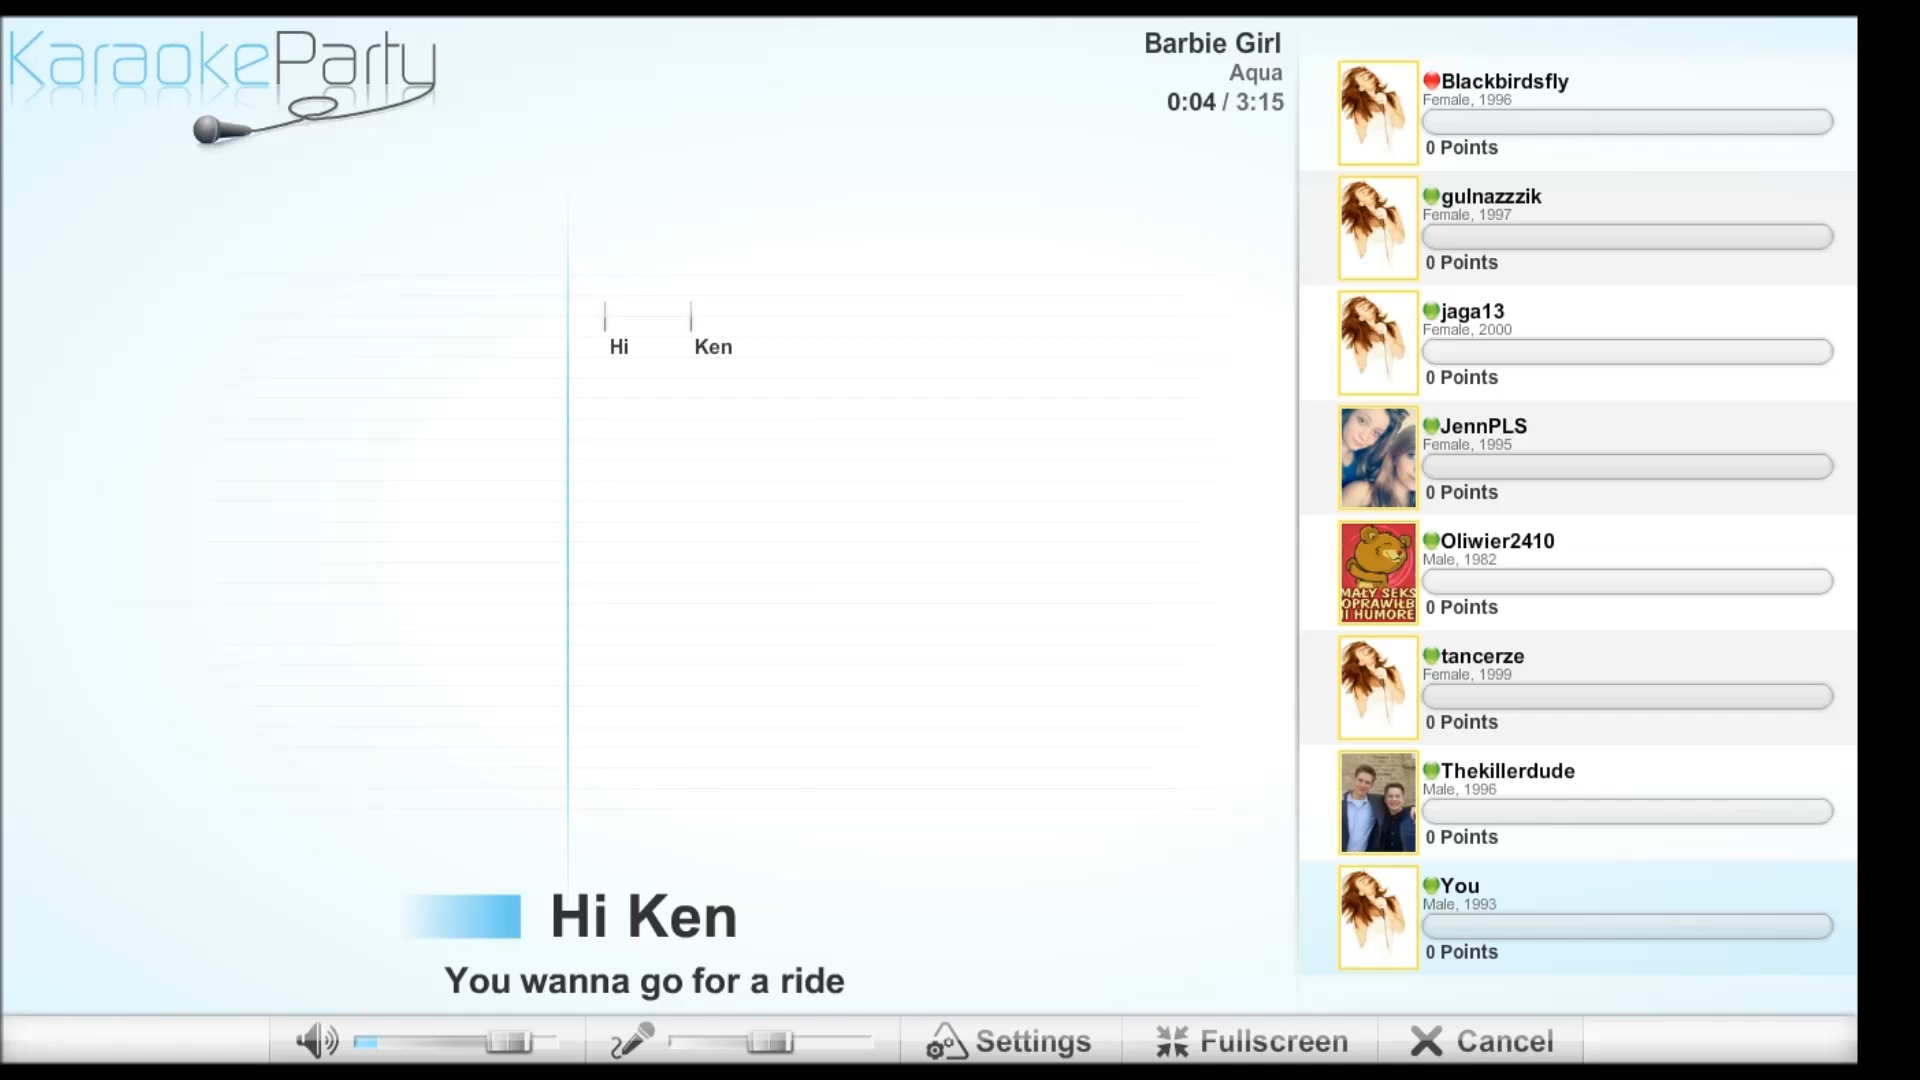 KaraokeParty
Barbie Girl
Aqua
0:04 / 3:15
Hi Ken
Hi Ken
You wanna go for a ride
Blackbirdsfly
Female, 1996
0 Points
gulnazzzik
Female, 1997
0 Points
jaga13
Female, 2000
0 Points
JennPLS
Female, 1995
0 Points
Oliwier2410
Male, 1982
0 Points
MAŁY SEKS
OPRAWIŁB
I HUMORE
tancerze
Female, 1999
0 Points
Thekillerdude
Male, 1996
0 Points
You
Male, 1993
0 Points
Settings
Fullscreen
Cancel